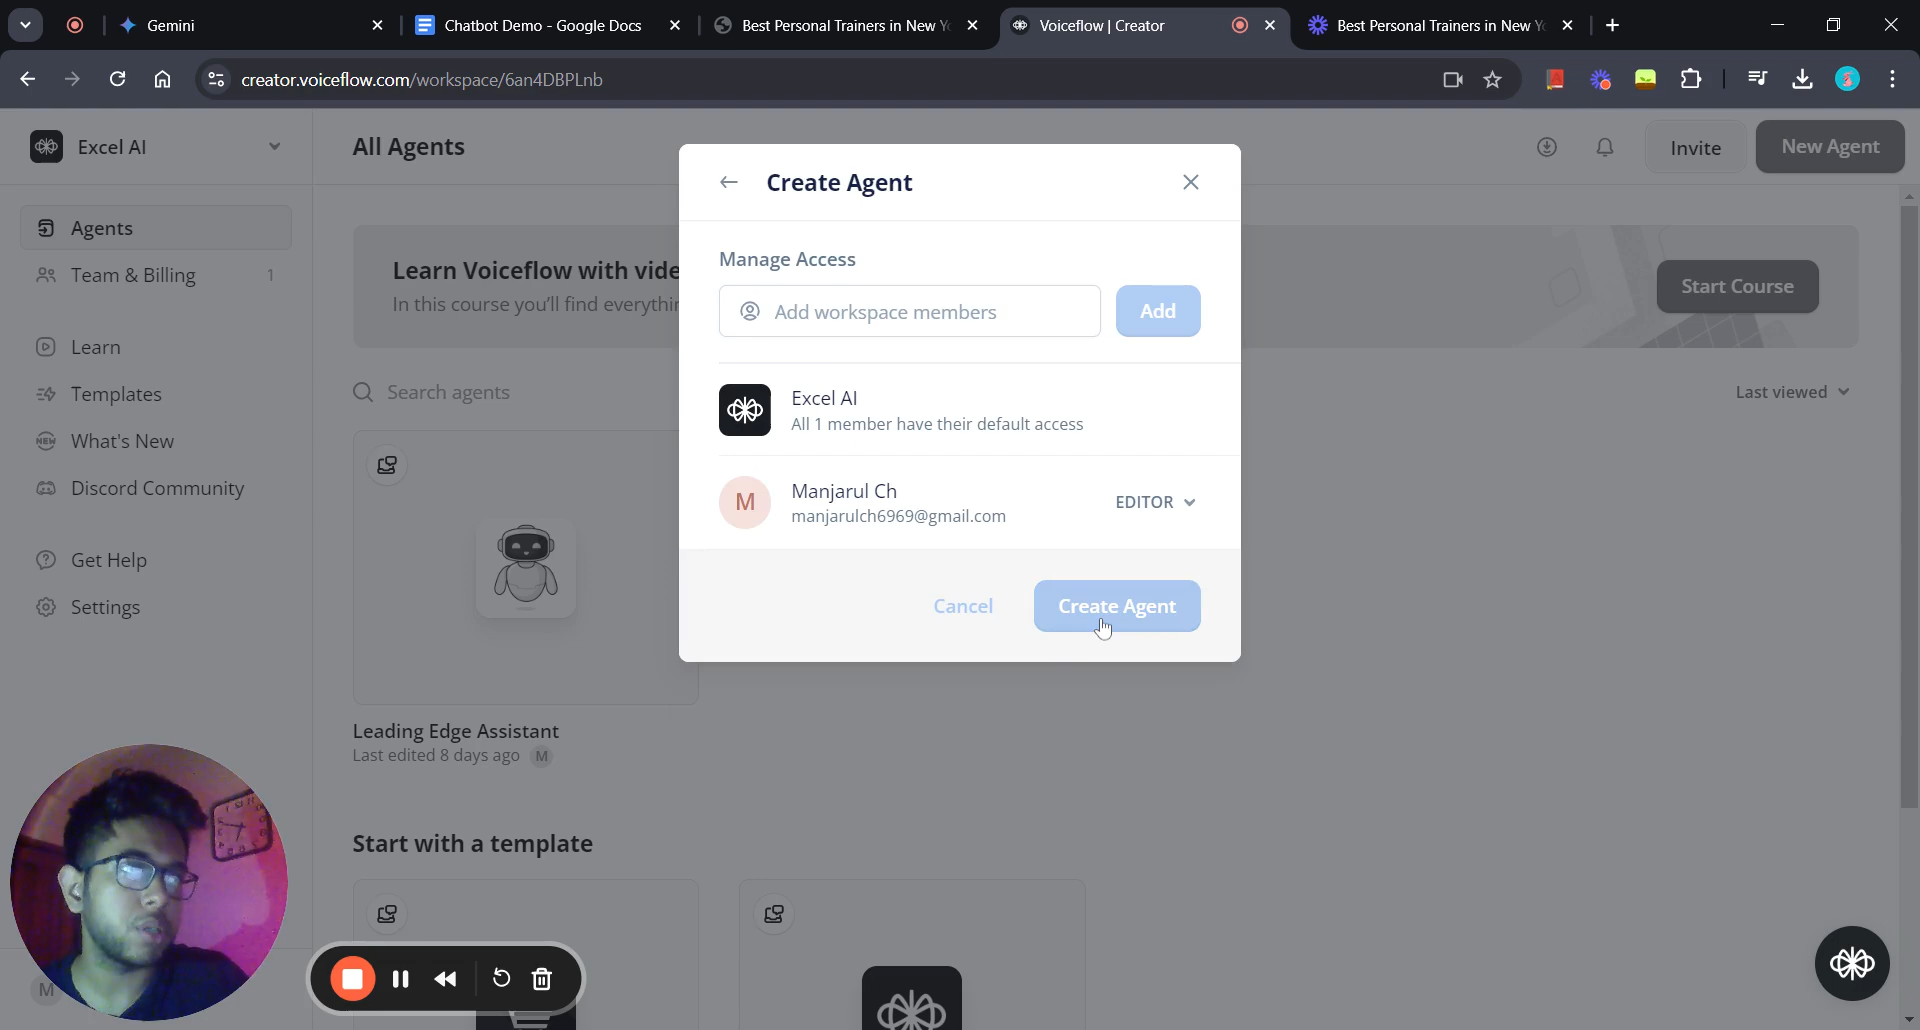 Gemini
Chatbot Demo - Google Docs
Best Personal Trainers in New Yo
Voiceflow | Creator
Best Personal Trainers in New Yo
creator.voiceflow.com/workspace/6an4DBPLnb
Excel AI
All Agents
Invite
New Agent
Create Agent
Agents
Team & Billing
1
Learn Voiceflow with vide
In this course you'll find everythin
Start Course
Manage Access
Add workspace members
Add
Learn
Templates
What's New
NEW
Discord Community
Search agents
Last viewed
Excel AI
All 1 member have their default access
M
Manjarul Ch
manjarulch6969@gmail.com
EDITOR
Get Help
Settings
Cancel
Create Agent
Leading Edge Assistant
Last edited 8 days ago
M
Start with a template
M